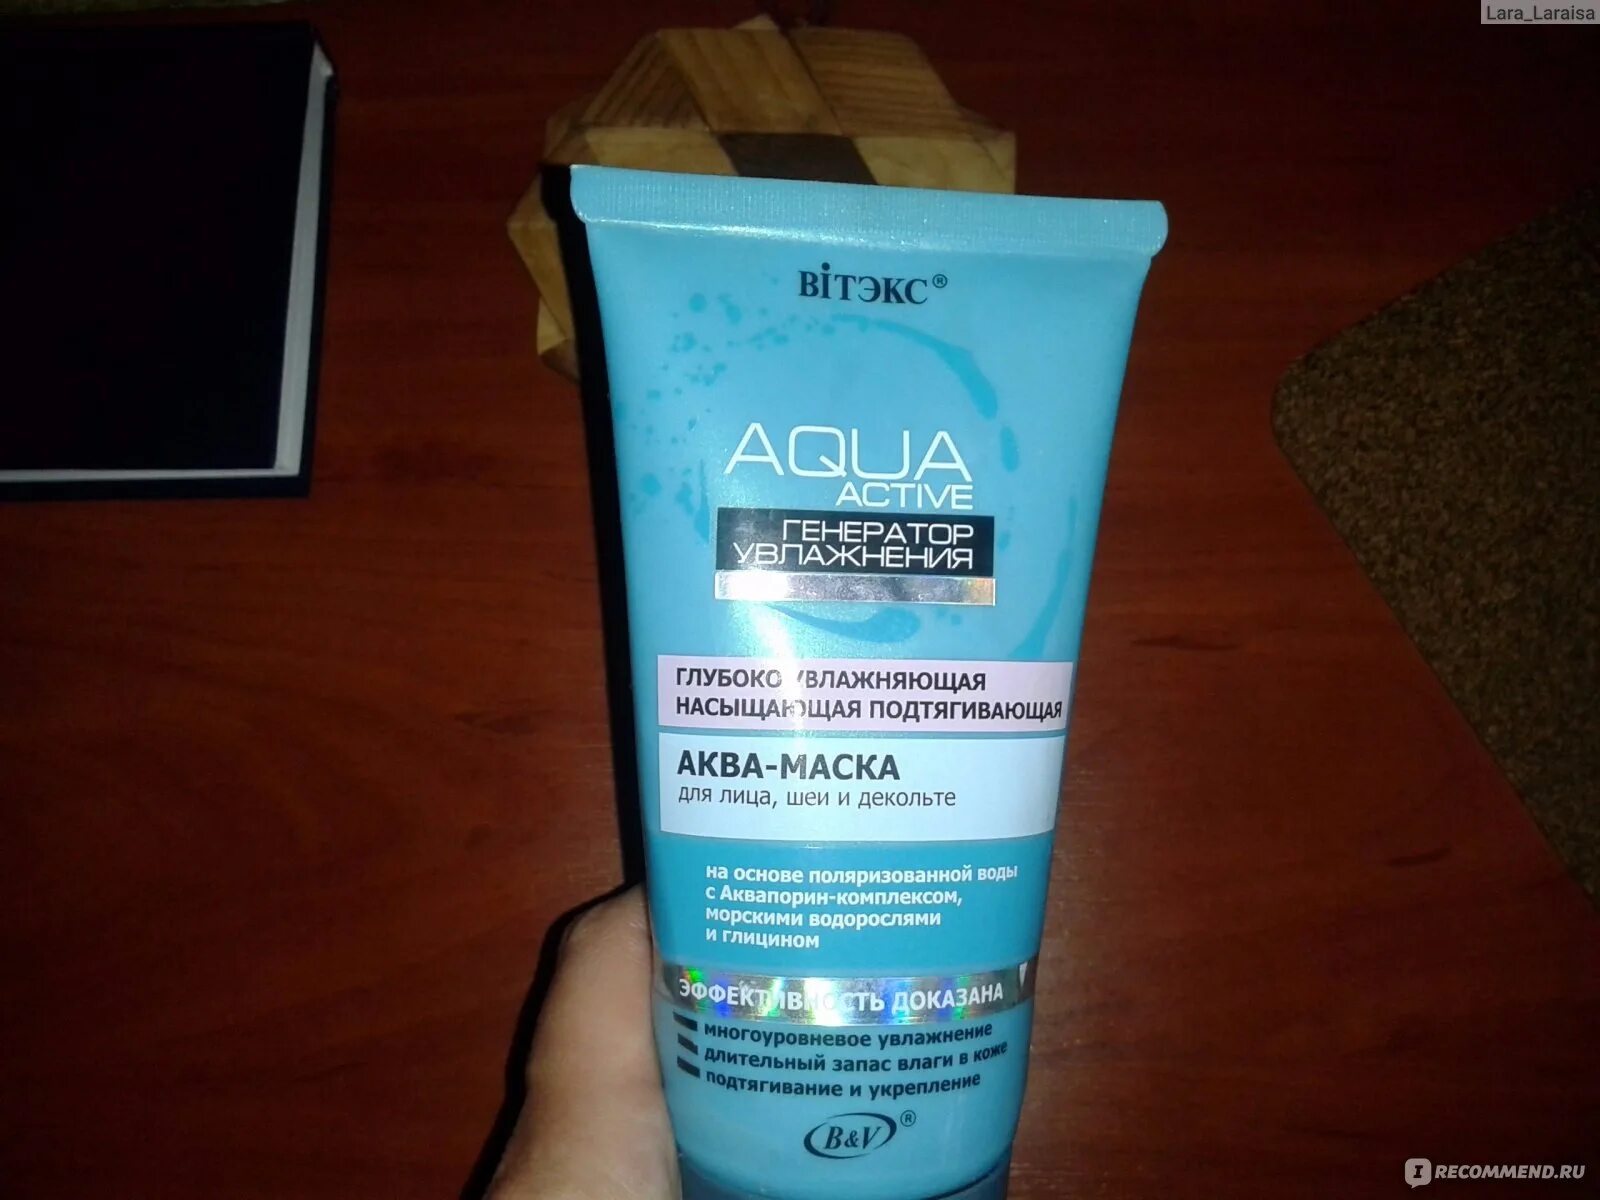 Lara_Laraisa
ВiТЭКС®
AQUA
ACTIVE
ГЕНЕРАТОР
УВЛАЖНЕНИЯ
ГЛУБОКО УВЛАЖНЯЮЩАЯ
НАСЫЩАЮЩАЯ ПОДТЯГИВАЮЩАЯ
АКВА-МАСКА
для лица, шеи и декольте
на основе поляризованной воды
с Аквапорин-комплексом,
морскими водорослями
и глицином
ЭФФЕКТИВНОСТЬ ДОКАЗАНА
многоуровневое увлажнение
длительный запас влаги в коже
подтягивание и укрепление
B&V®
IRECOMMEND.RU